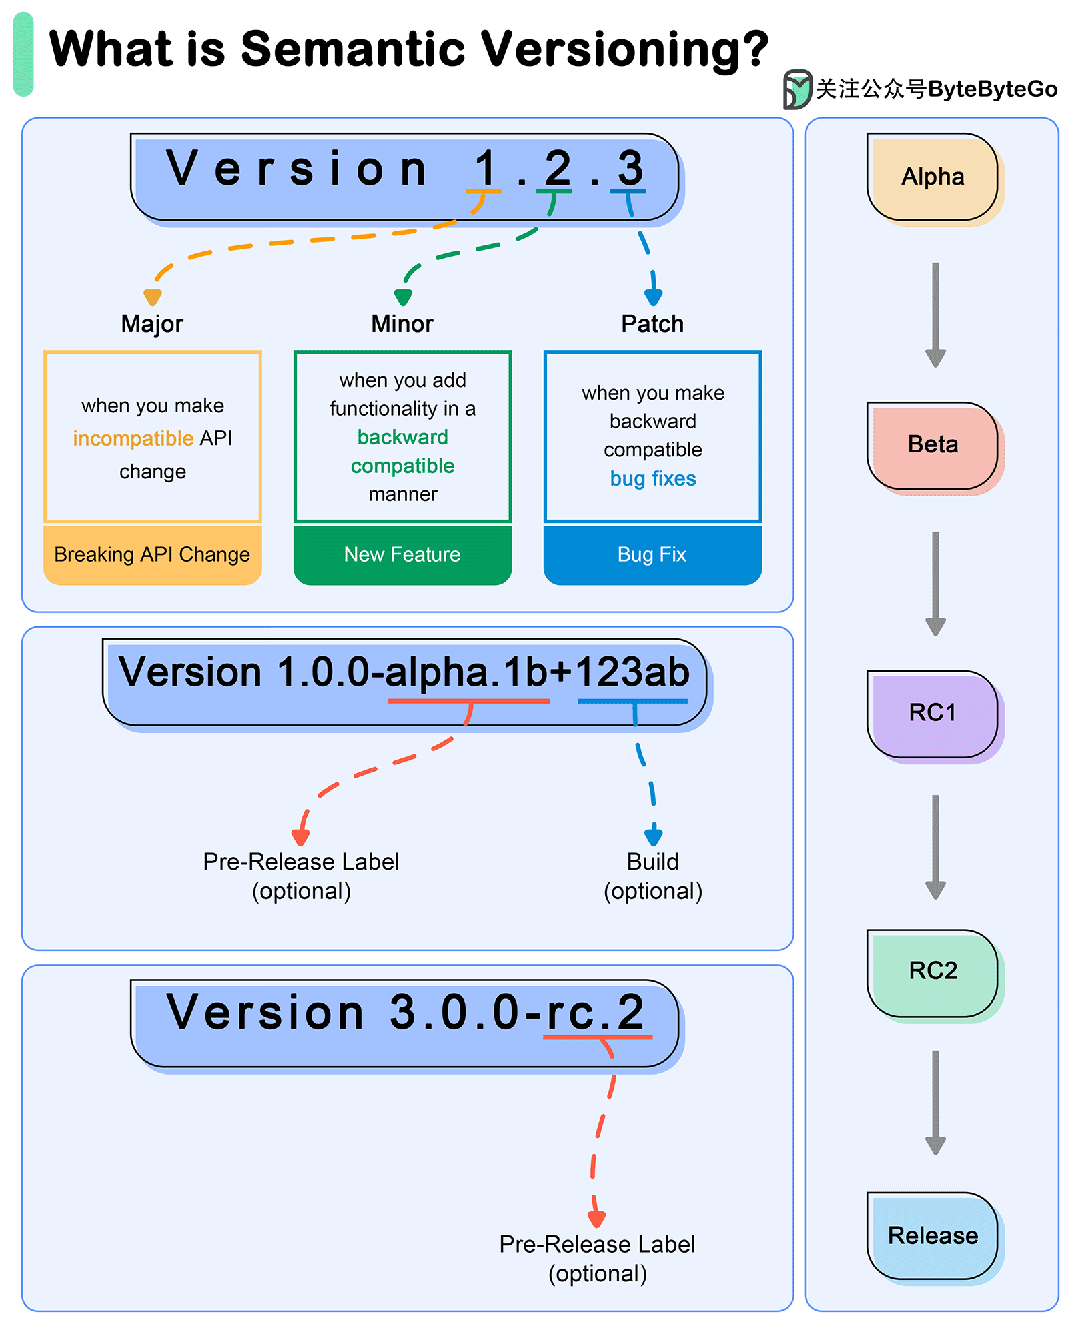 What is Semantic Versioning?
关注公众号ByteByteGo
Version 1.2.3
Major
when you make
incompatible API
change
Breaking API Change
Minor
when you add
functionality in a
backward
compatible
manner
New Feature
Patch
when you make
backward
compatible
bug fixes
Bug Fix
Version 1.0.0-alpha.1b+123ab
Pre-Release Label
(optional)
Build
(optional)
Version 3.0.0-rc.2
Pre-Release Label
(optional)
Alpha
Beta
RC1
RC2
Release